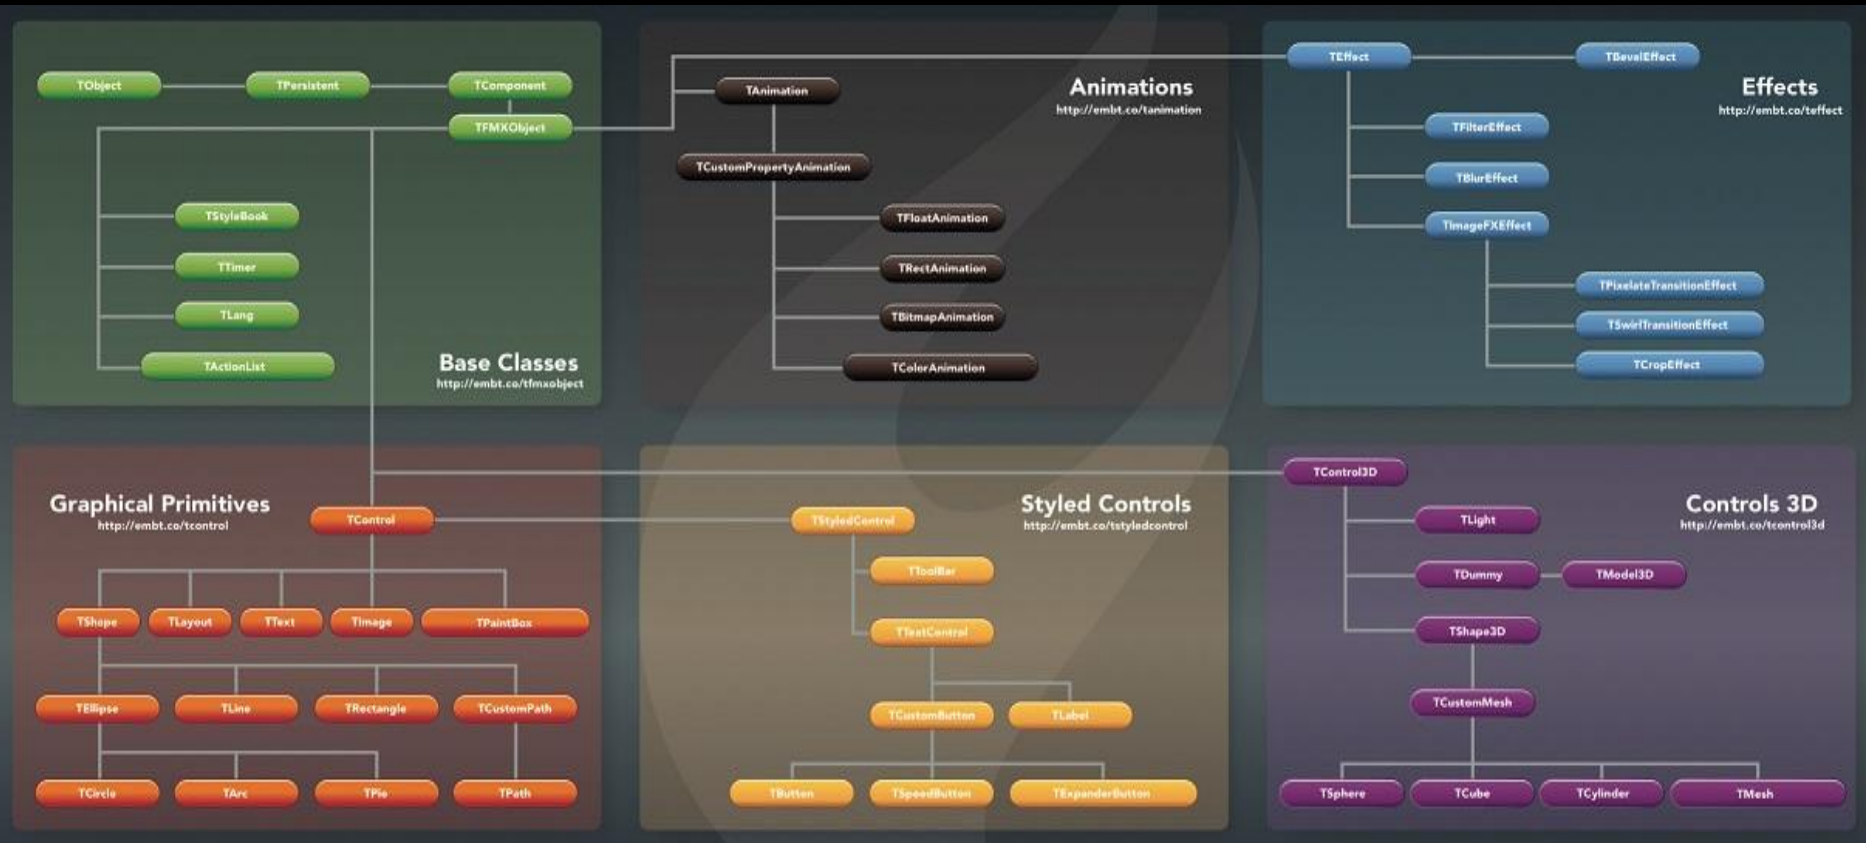 TObject
TPersistent
TComponent
TFMXObject
TStyleBook
TTimer
TLang
TActionList
Base Classes
http://embt.co/tfmxobject
TAnimation
Animations
http://embt.co/tanimation
TCustomPropertyAnimation
TFloatAnimation
TRectAnimation
TBitmapAnimation
TColorAnimation
TEffect
TBevelEffect
Effects
http://embt.co/teffect
TFilterEffect
TBlurEffect
TImageFXEffect
TPixelateTransitionEffect
TSwirlTransitionEffect
TCropEffect
Graphical Primitives
http://embt.co/tcontrol
TControl
TShape
TLayout
TText
TImage
TPaintBox
TEllipse
TLine
TRectangle
TCustomPath
TCircle
TArc
TPie
TPath
TStyledControl
Styled Controls
http://embt.co/tstyledcontrol
TToolBar
TTextControl
TCustomButton
TLabel
TButton
TSpeedButton
TExpanderButton
TControl3D
Controls 3D
http://embt.co/tcontrol3d
TLight
TDummy
TModel3D
TShape3D
TCustomMesh
TSphere
TCube
TCylinder
TMesh